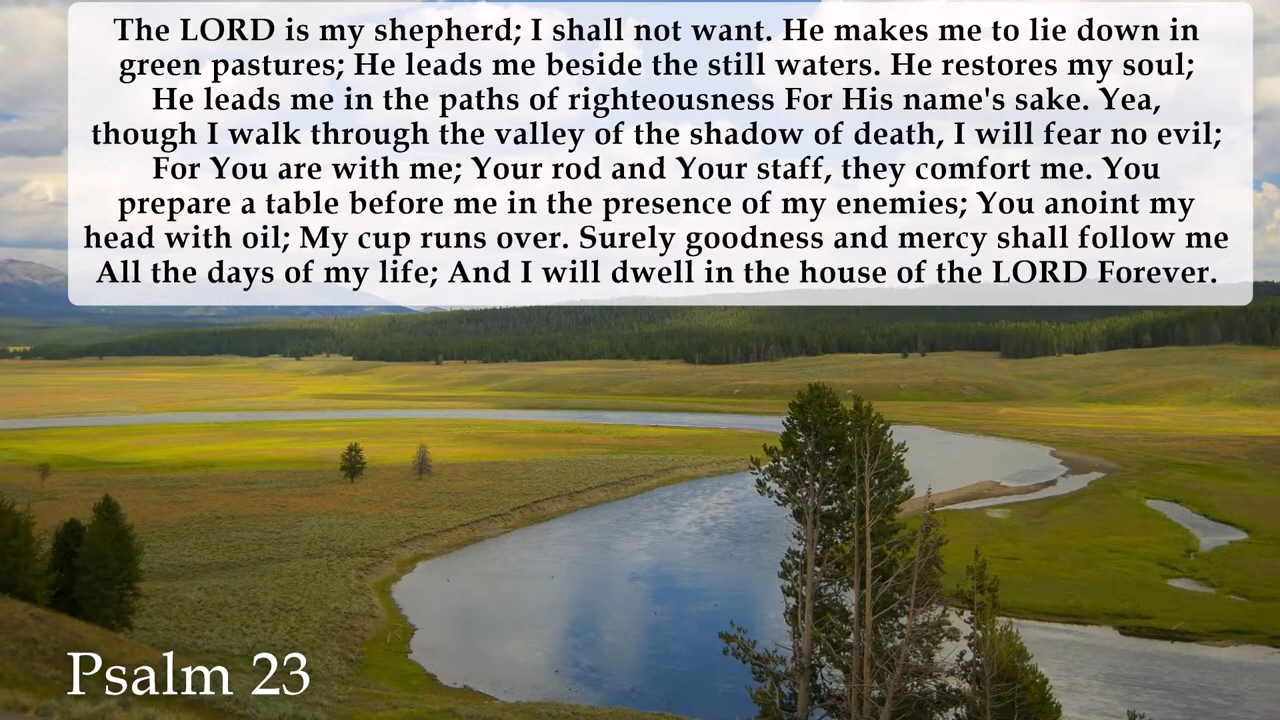 The LORD is my shepherd; I shall not want. He makes me to lie down in
green pastures; He leads me beside the still waters. He restores my soul;
He leads me in the paths of righteousness For His name's sake. Yea,
though I walk through the valley of the shadow of death, I will fear no evil;
For You are with me; Your rod and Your staff, they comfort me. You
prepare a table before me in the presence of my enemies; You anoint my
head with oil; My cup runs over. Surely goodness and mercy shall follow me
All the days of my life; And I will dwell in the house of the LORD Forever.
Psalm 23